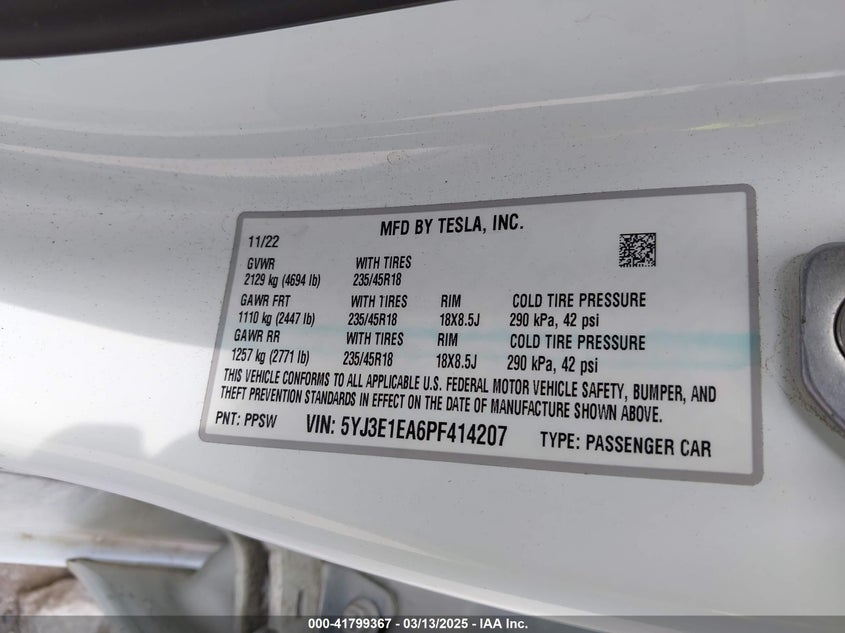 MFD BY TESLA, INC.
11/22
GVWR WITH TIRES
2129 kg (4694 lb) 235/45R18
GAWR FRT WITH TIRES RIM COLD TIRE PRESSURE
1110 kg (2447 lb) 235/45R18 18X8.5J 290 kPa, 42 psi
GAWR RR WITH TIRES RIM COLD TIRE PRESSURE
1257 kg (2771 lb) 235/45R18 18X8.5J 290 kPa, 42 psi
THIS VEHICLE CONFORMS TO ALL APPLICABLE U.S. FEDERAL MOTOR VEHICLE SAFETY, BUMPER, AND
THEFT PREVENTION STANDARDS IN EFFECT ON THE DATE OF MANUFACTURE SHOWN ABOVE.
PNT: PPSW VIN: 5YJ3E1EA6PF414207 TYPE: PASSENGER CAR
000-41799367 - 03/13/2025 - IAA Inc.